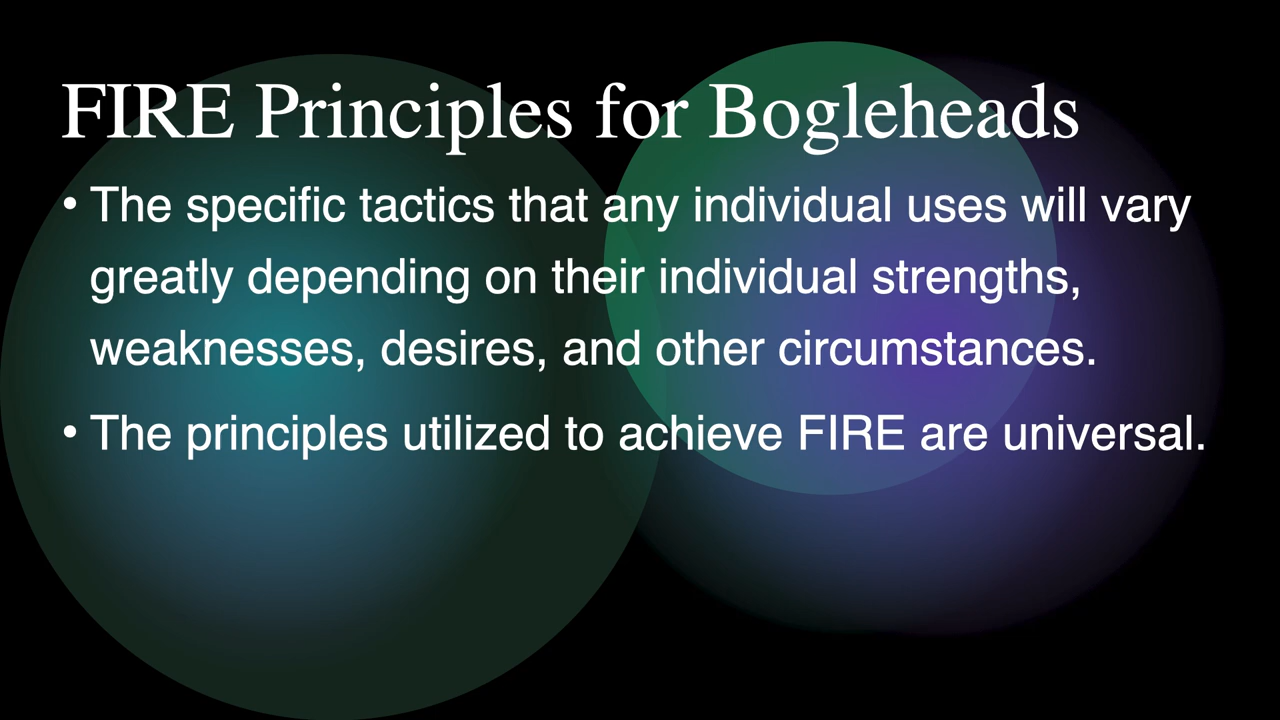 FIRE Principles for Bogleheads
• The specific tactics that any individual uses will vary
greatly depending on their individual strengths,
weaknesses, desires, and other circumstances.
• The principles utilized to achieve FIRE are universal.